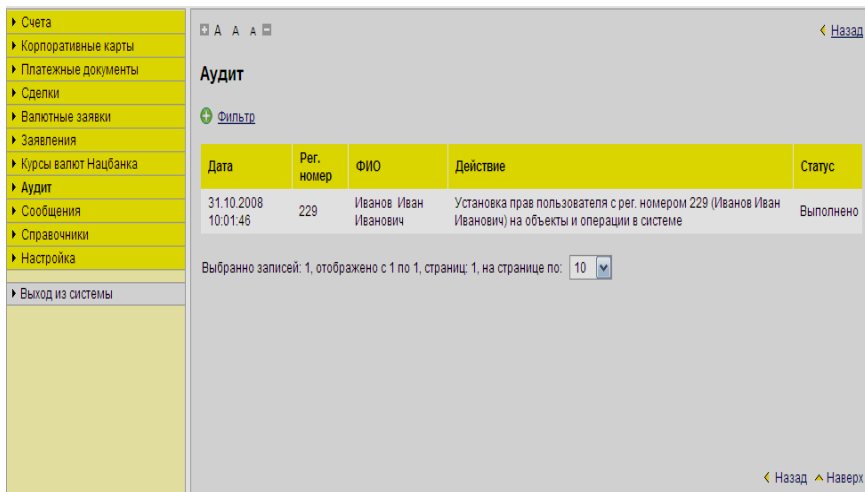 Счета
Корпоративные карты
Платежные документы
Сделки
Валютные заявки
Заявления
Курсы валют Нацбанка
Аудит
Сообщения
Справочники
Настройка
Выход из системы
А А А
Назад
Аудит
Фильтр
Дата Рег. номер ФИО Действие Статус
31.10.2008 10:01:46 229 Иванов Иван Иванович Установка прав пользователя с рег. номером 229 (Иванов Иван Иванович) на объекты и операции в системе Выполнено
Выбранно записей: 1, отображено с 1 по 1, страниц: 1, на странице по: 10
Назад Наверх